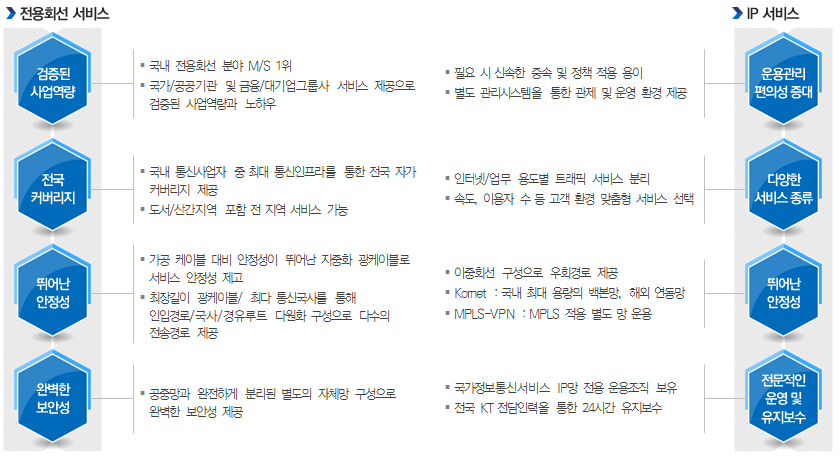 전용회선 서비스
검증된
사업역량
국내 전용회선 분야 M/S 1위
국가/공공기관 및 금융/대기업그룹사 서비스 제공으로
검증된 사업역량과 노하우
전국
커버리지
국내 통신사업자 중 최대 통신인프라를 통한 전국 자가
커버리지 제공
도서/산간지역 포함 전 지역 서비스 가능
뛰어난
안정성
가공 케이블 대비 안정성이 뛰어난 지중화 광케이블로
서비스 안정성 제고
최장길이 광케이블/ 최다 통신국사를 통해
인입경로/국사/경유루트 다원화 구성으로 다수의
전송경로 제공
완벽한
보안성
공중망과 완전하게 분리된 별도의 자체망 구성으로
완벽한 보안성 제공
IP 서비스
필요 시 신속한 증속 및 정책 적용 용이
별도 관리시스템을 통한 관제 및 운영 환경 제공
운용관리
편의성 증대
인터넷/업무 용도별 트래픽 서비스 분리
속도, 이용자 수 등 고객 환경 맞춤형 서비스 선택
다양한
서비스 종류
이중회선 구성으로 우회경로 제공
Kornet : 국내 최대 용량의 백본망, 해외 연동망
MPLS-VPN : MPLS 적용 별도 망 운용
뛰어난
안정성
국가정보통신서비스 IP망 전용 운용조직 보유
전국 KT 전담인력을 통한 24시간 유지보수
전문적인
운영 및
유지보수